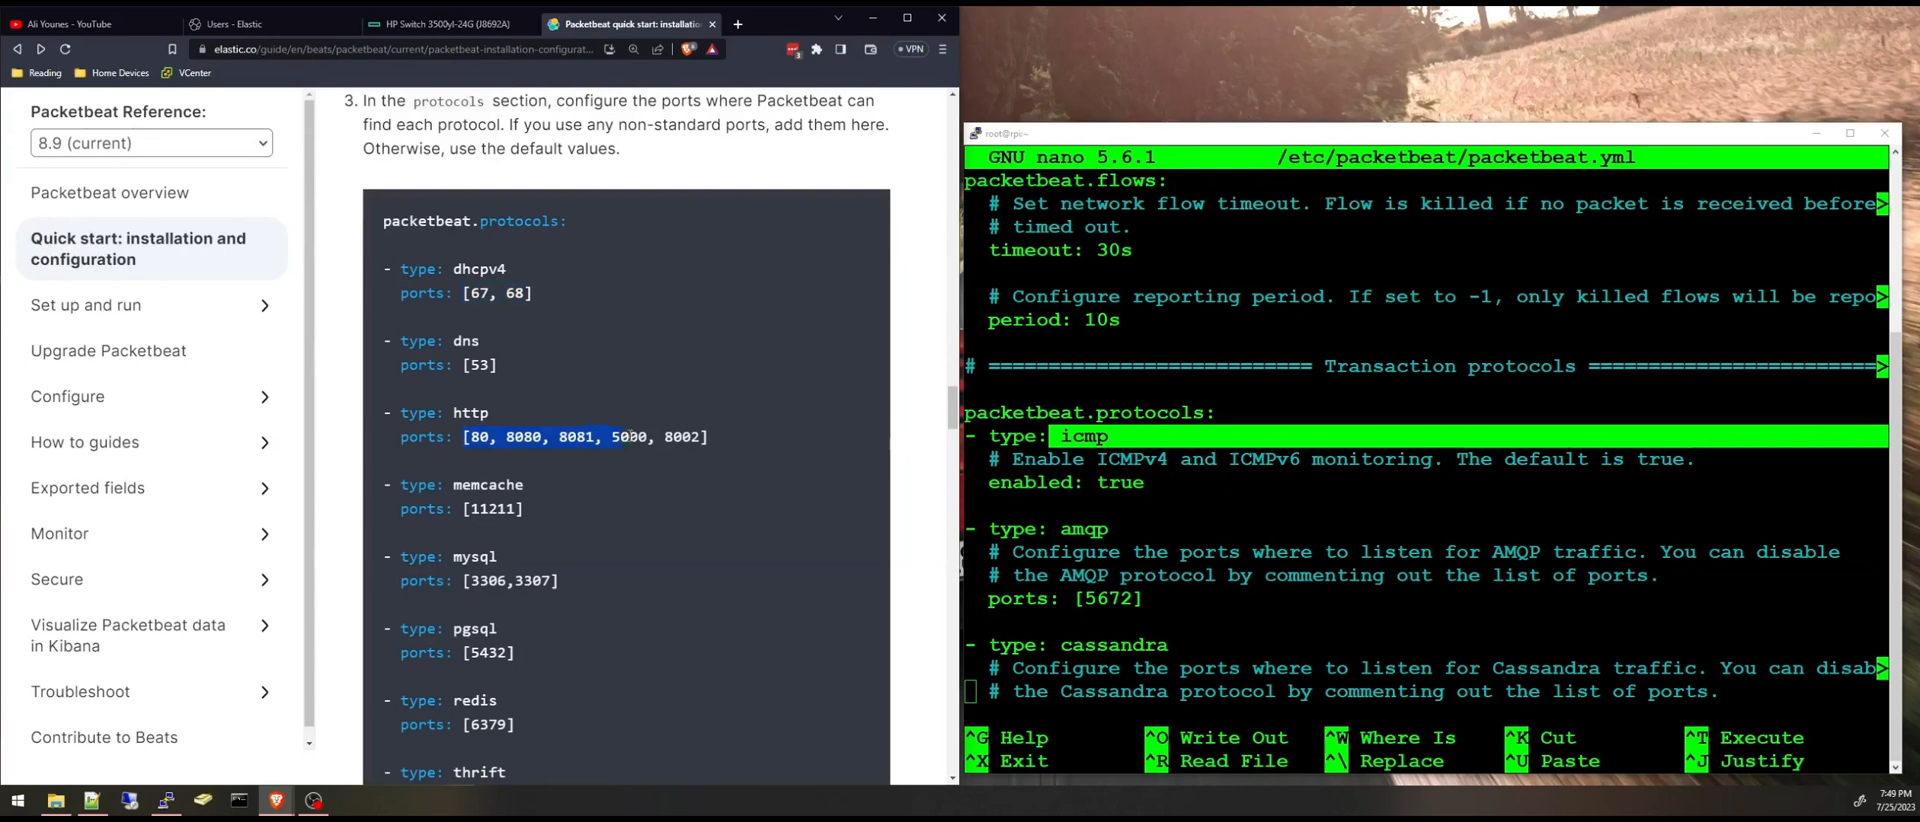 Ali Younes - YouTube
Users - Elastic
HP Switch 3500yl-24G (J8692A)
Packetbeat quick start: installatio
elastic.co/guide/en/beats/packetbeat/current/packetbeat-installation-configurat...
VPN
Reading
Home Devices
VCenter
Packetbeat Reference:
8.9 (current)
Packetbeat overview
Quick start: installation and
configuration
Set up and run
Upgrade Packetbeat
Configure
How to guides
Exported fields
Monitor
Secure
Visualize Packetbeat data
in Kibana
Troubleshoot
Contribute to Beats
3. In the protocols section, configure the ports where Packetbeat can
find each protocol. If you use any non-standard ports, add them here.
Otherwise, use the default values.
packetbeat.protocols:
- type: dhcpv4
ports: [67, 68]
- type: dns
ports: [53]
- type: http
ports: [80, 8080, 8081, 5000, 8002]
- type: memcache
ports: [11211]
- type: mysql
ports: [3306,3307]
- type: pgsql
ports: [5432]
- type: redis
ports: [6379]
- type: thrift
root@rpi:~
GNU nano 5.6.1 /etc/packetbeat/packetbeat.yml
packetbeat.flows:
# Set network flow timeout. Flow is killed if no packet is received before>
# timed out.
timeout: 30s
# Configure reporting period. If set to -1, only killed flows will be repo>
period: 10s
# =========================== Transaction protocols =========================>
packetbeat.protocols:
- type: icmp
# Enable ICMPv4 and ICMPv6 monitoring. The default is true.
enabled: true
- type: amqp
# Configure the ports where to listen for AMQP traffic. You can disable
# the AMQP protocol by commenting out the list of ports.
ports: [5672]
- type: cassandra
# Configure the ports where to listen for Cassandra traffic. You can disab>
# the Cassandra protocol by commenting out the list of ports.
^G Help ^O Write Out ^W Where Is ^K Cut ^T Execute
^X Exit ^R Read File ^\ Replace ^U Paste ^J Justify
7:49 PM
7/25/2023